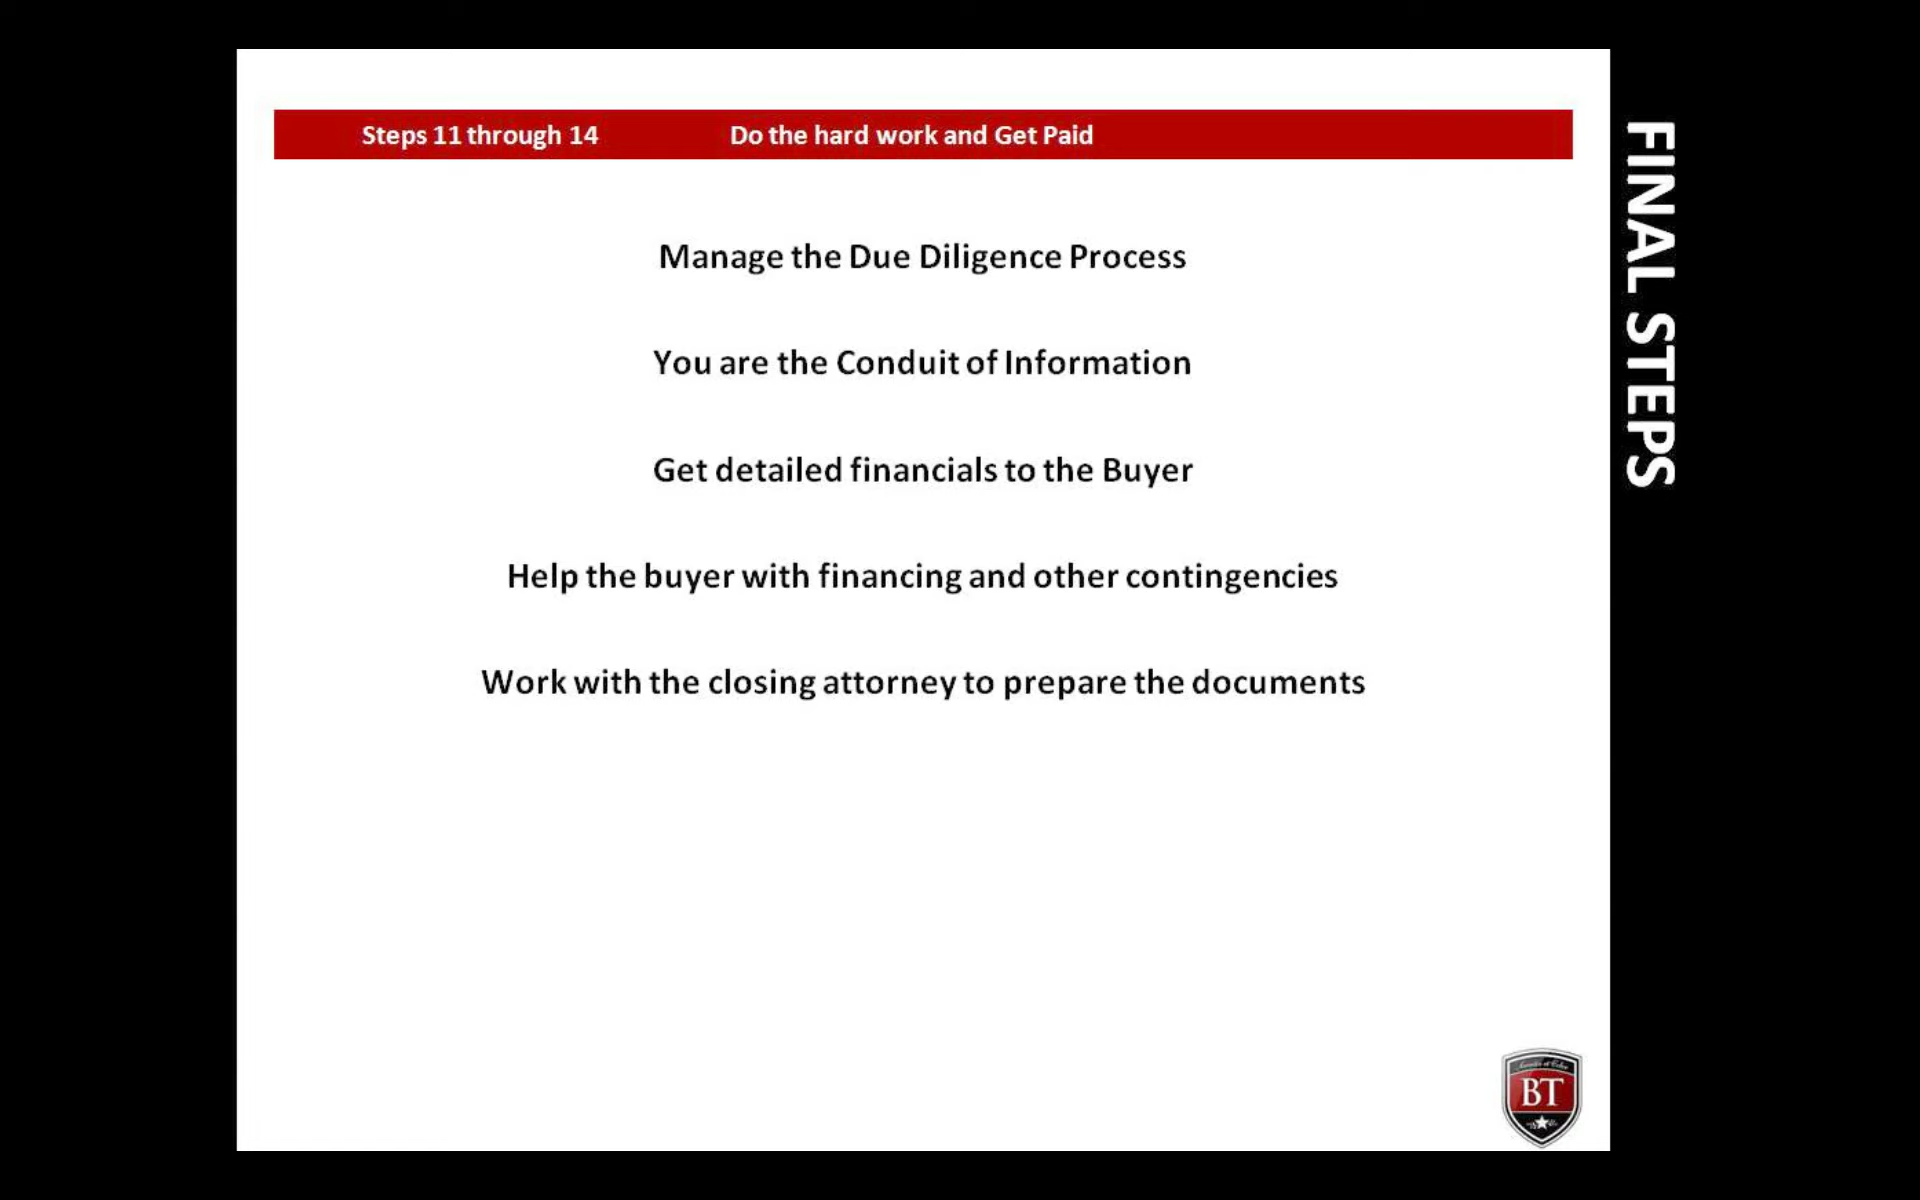 Steps 11 through 14 Do the hard work and Get Paid
Manage the Due Diligence Process
You are the Conduit of Information
Get detailed financials to the Buyer
Help the buyer with financing and other contingencies
Work with the closing attorney to prepare the documents
FINAL STEPS
BT